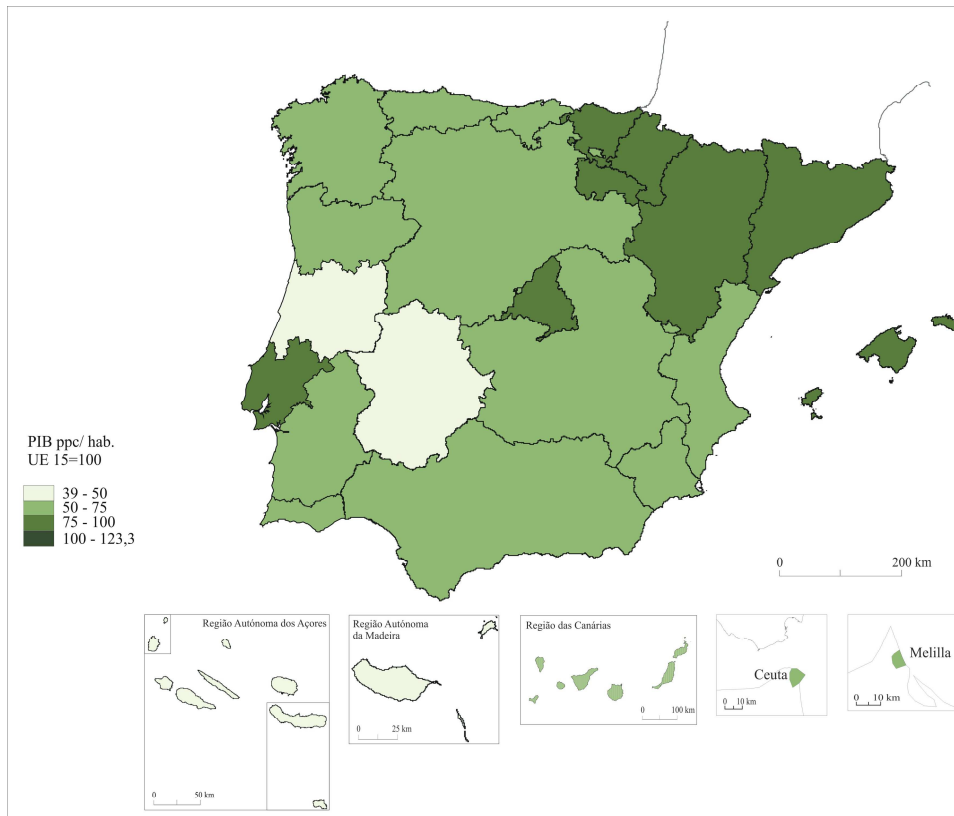 PIB ppc/ hab.
UE 15=100
39 - 50
50 - 75
75 - 100
100 - 123,3
0 200 km
Região Autónoma dos Açores
0 50 km
Região Autónoma
da Madeira
0 25 km
Região das Canárias
0 100 km
Ceuta
0 10 km
Melilla
0 10 km